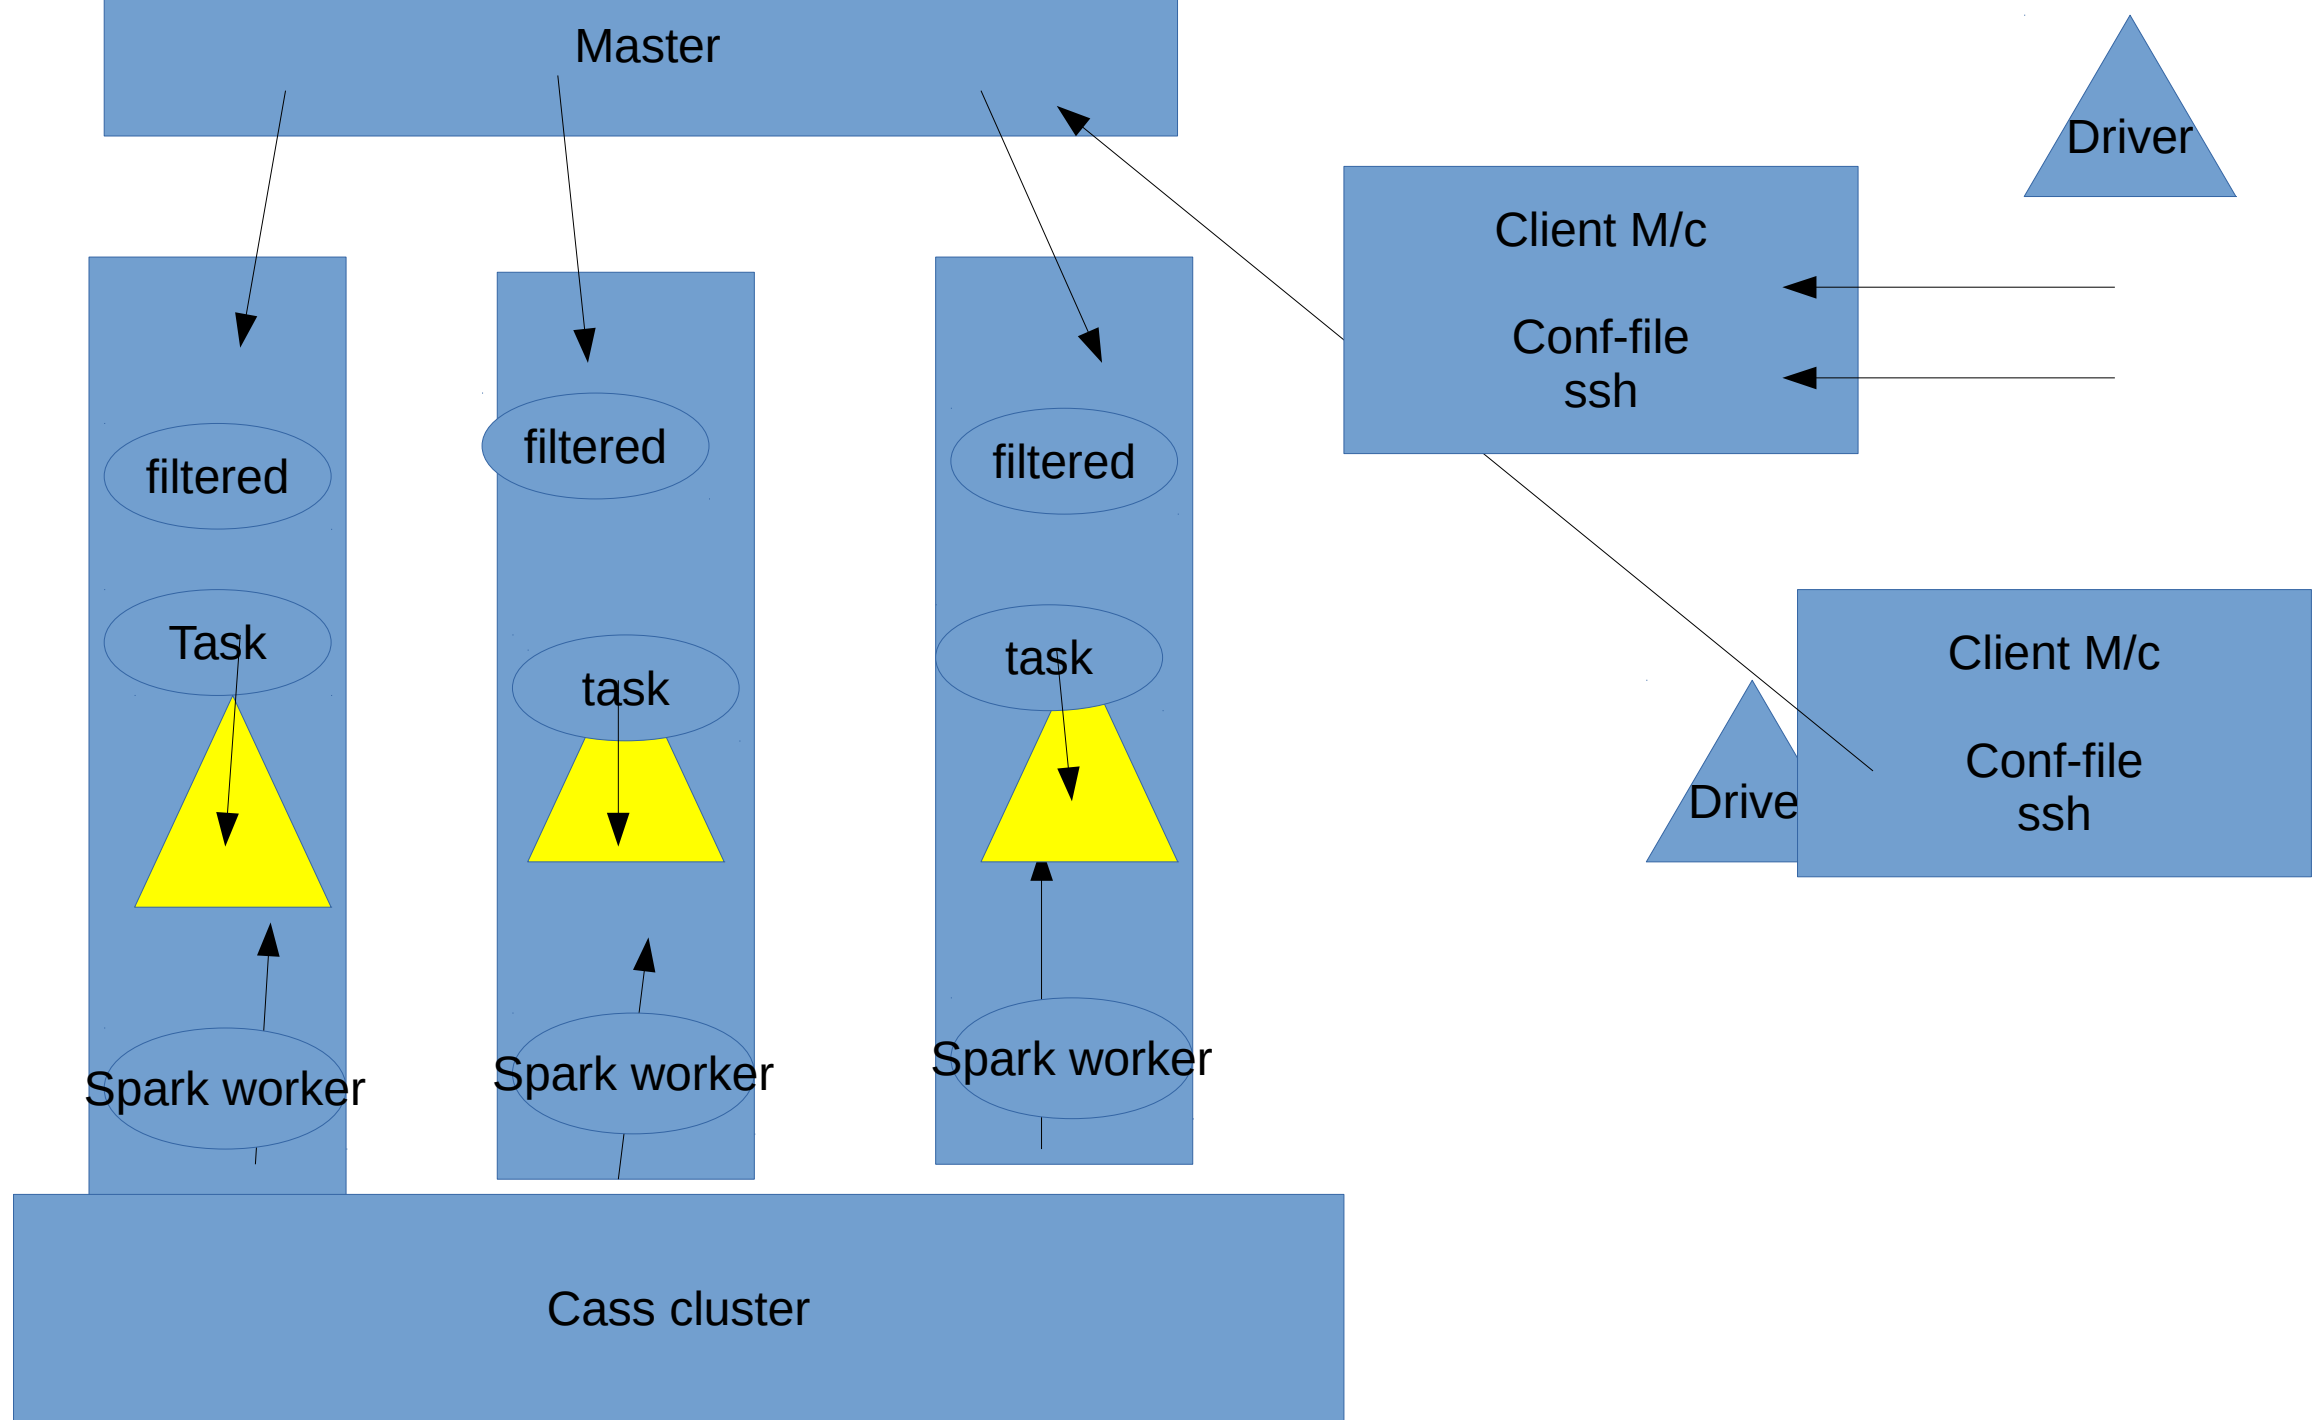 Master
Driver
Client M/c
Conf-file
ssh
filtered
filtered
filtered
Task
task
task
Client M/c
Drive
Conf-file
ssh
Spark worker
Spark worker
Spark worker
Cass cluster